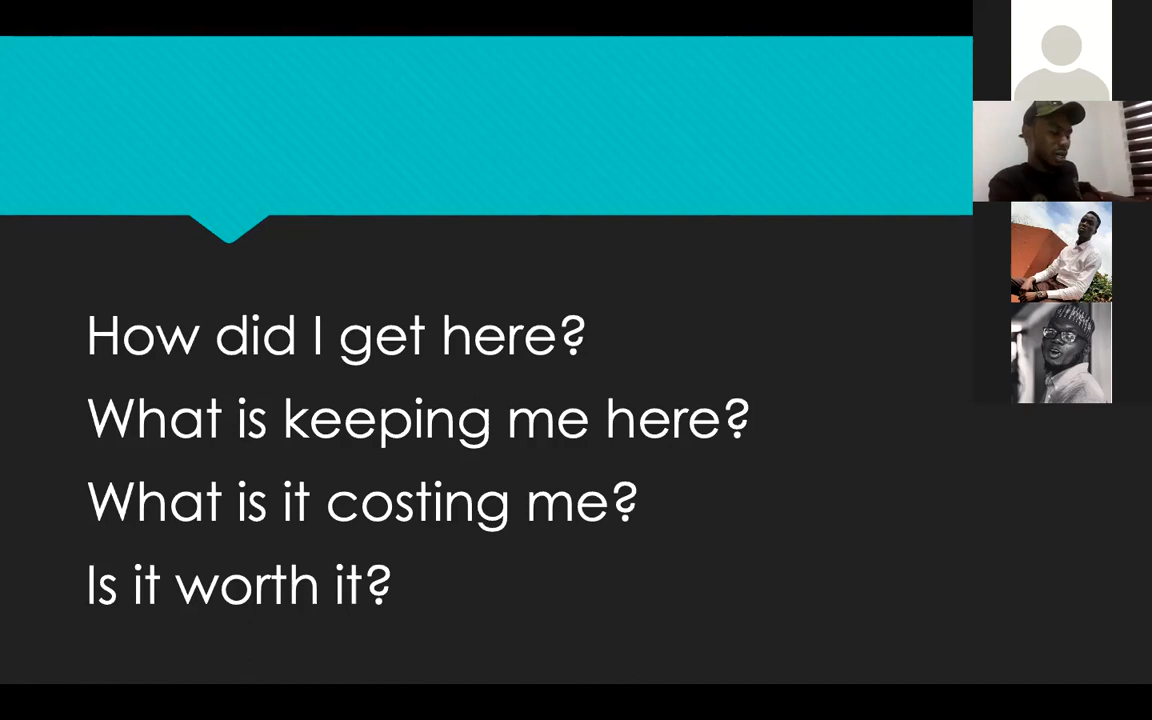 How did I get here?
What is keeping me here?
What is it costing me?
Is it worth it?